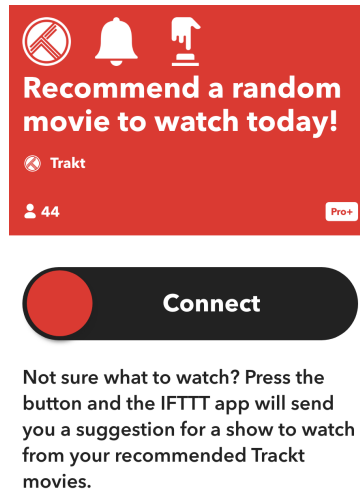 Recommend a random
movie to watch today!
Trakt
44
Pro+
Connect
Not sure what to watch? Press the
button and the IFTTT app will send
you a suggestion for a show to watch
from your recommended Trackt
movies.